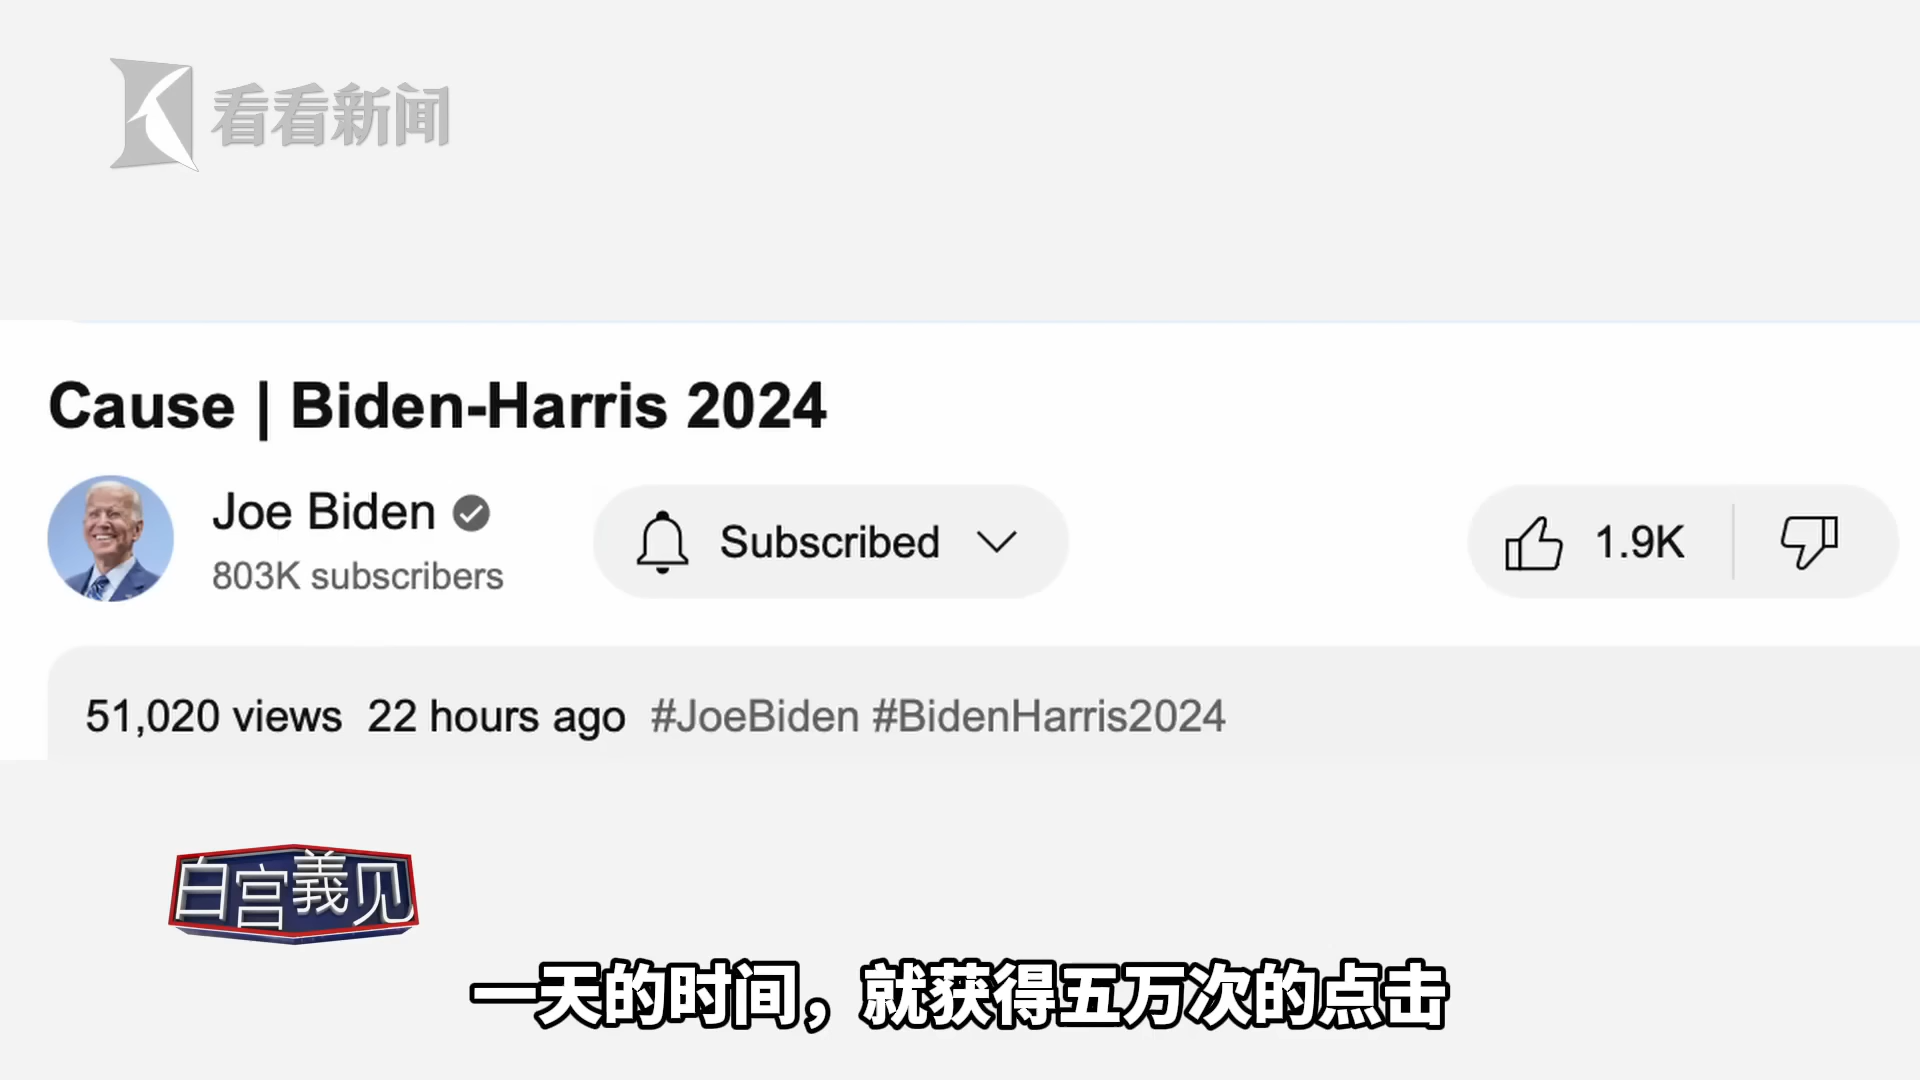 看看新闻
Cause | Biden-Harris 2024
Joe Biden
803K subscribers
Subscribed
1.9K
51,020 views 22 hours ago #JoeBiden #BidenHarris2024
白宫義见
一天的时间，就获得五万次的点击